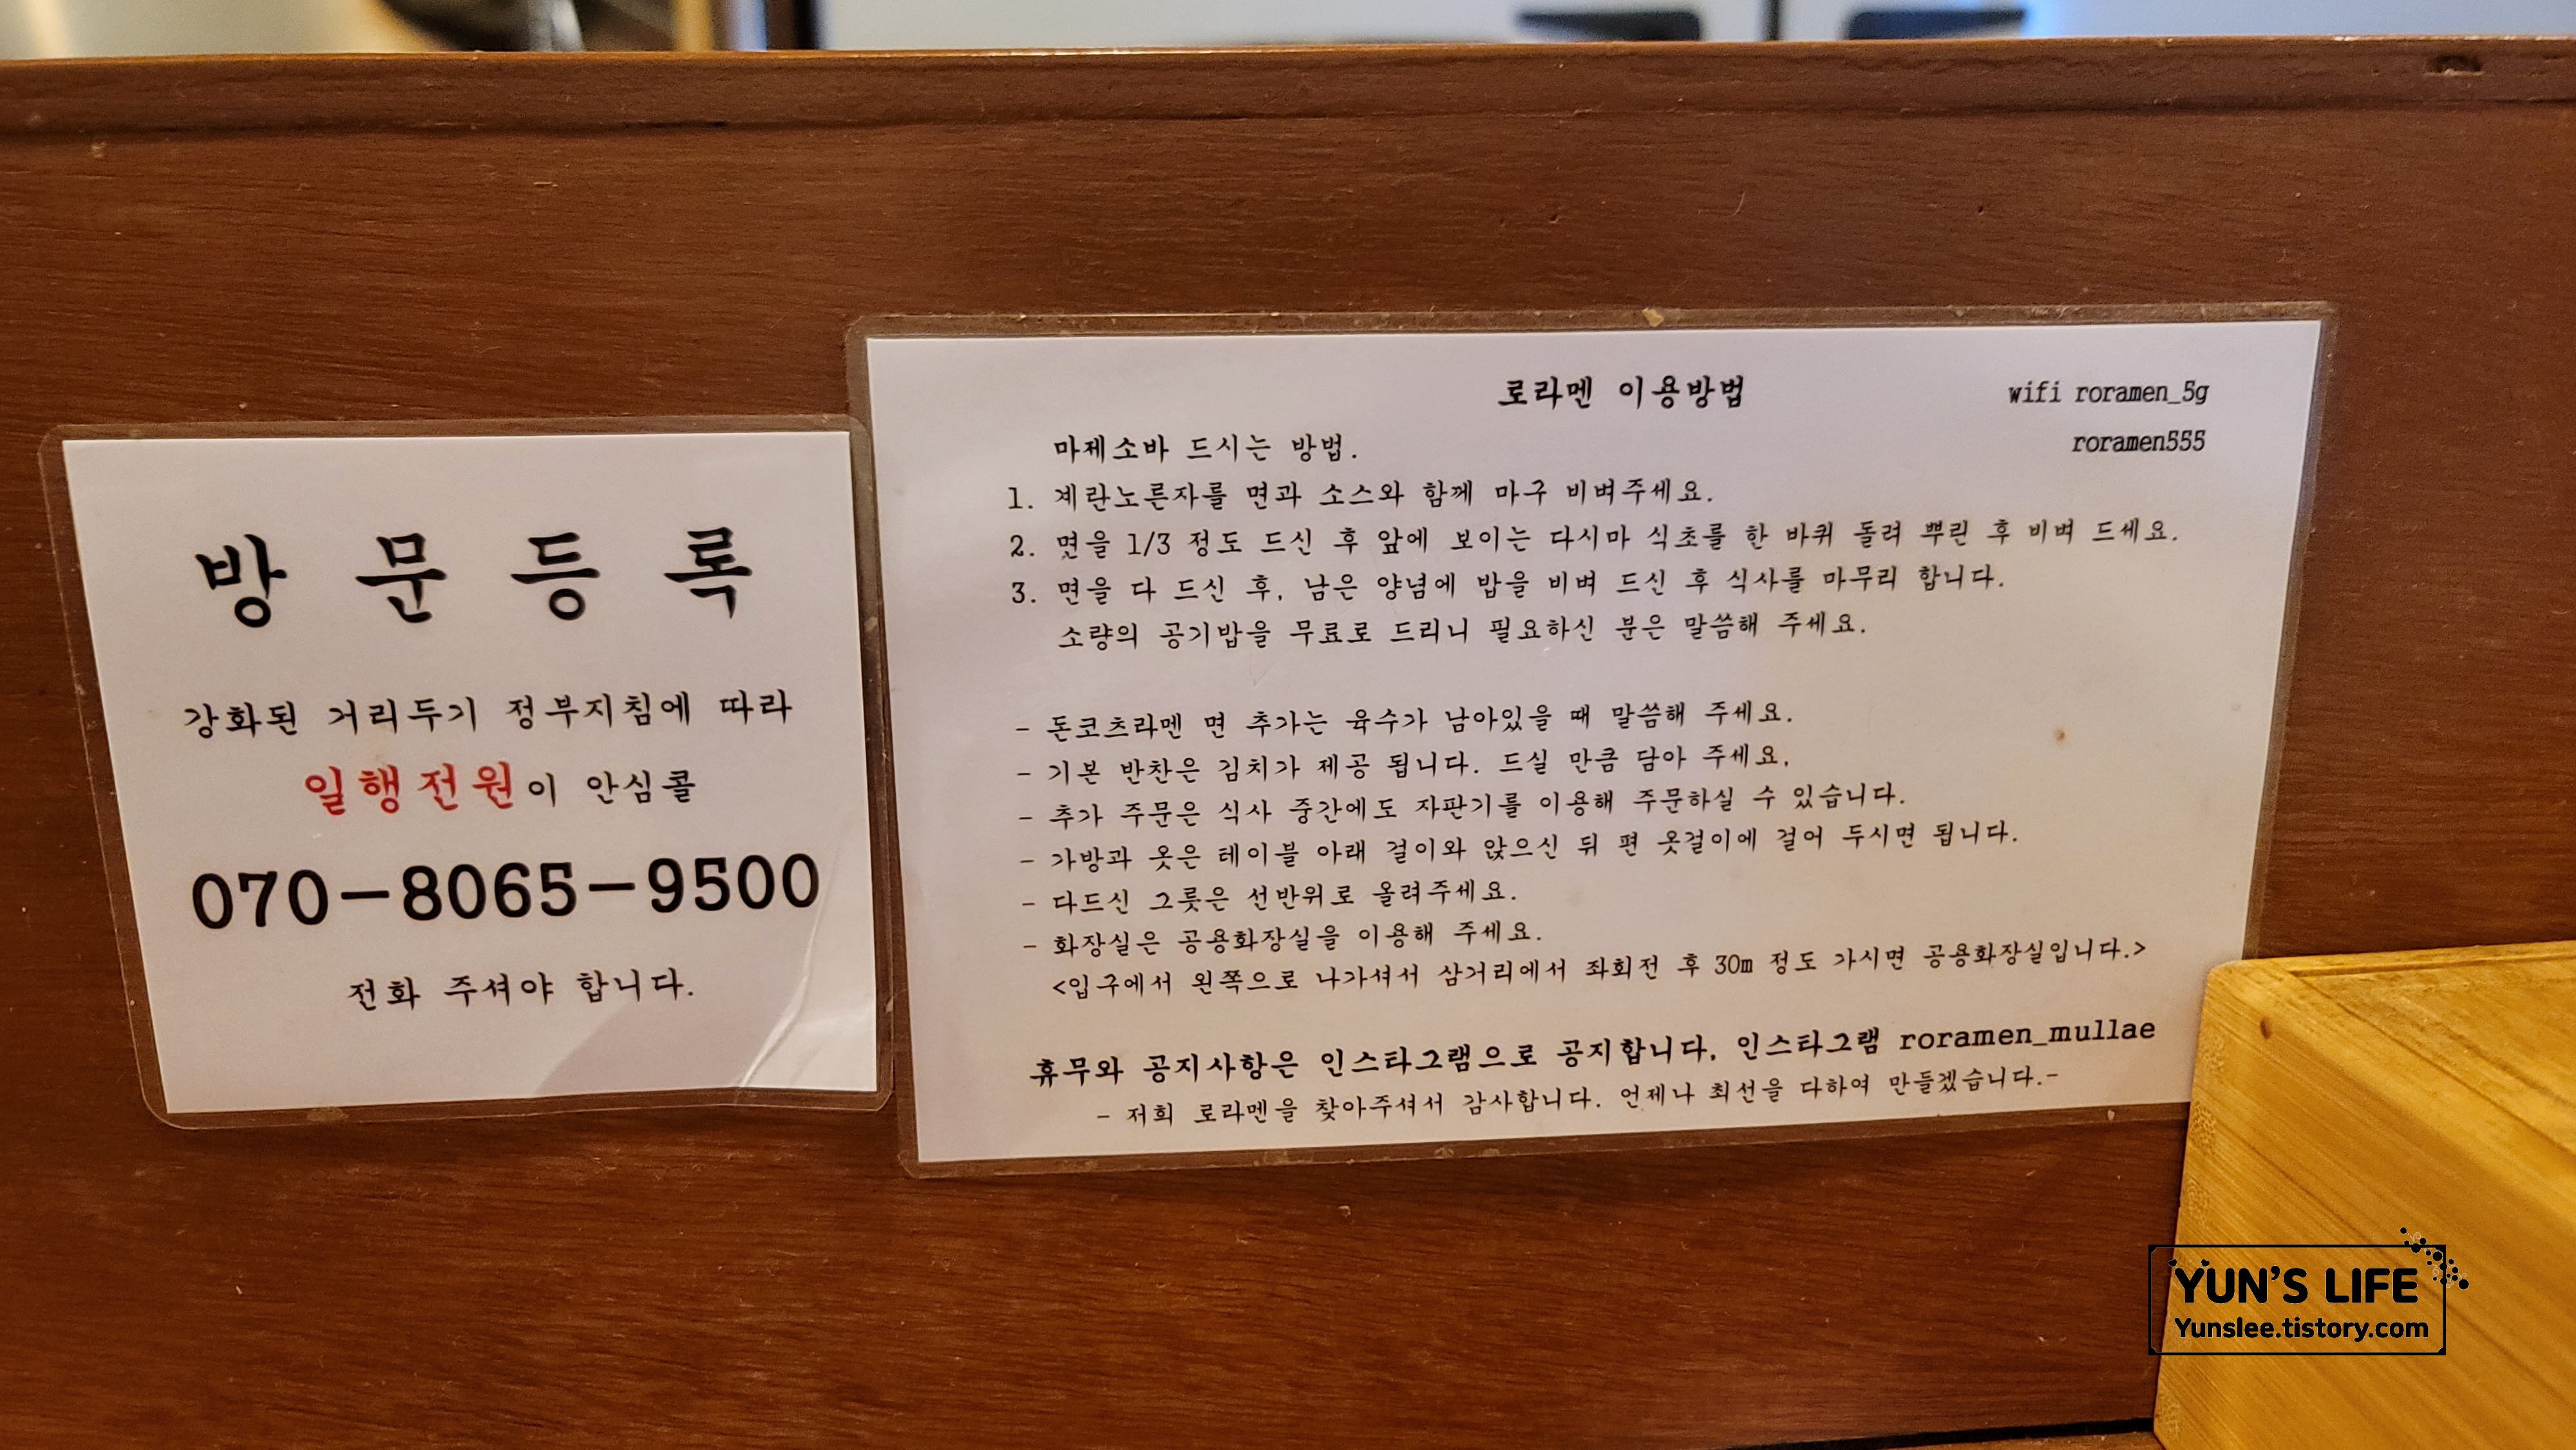 방 문 등 록
강화된 거리두기 정부지침에 따라
일행전원이 안심콜
070-8065-9500
전화 주셔야 합니다.
로라멘 이용방법
wifi roramen_5g
roramen555
마제소바 드시는 방법.
1. 계란노른자를 면과 소스와 함께 마구 비벼주세요.
2. 면을 1/3 정도 드신 후 앞에 보이는 다시마 식초를 한 바퀴 돌려 뿌린 후 비벼 드세요.
3. 면을 다 드신 후, 남은 양념에 밥을 비벼 드신 후 식사를 마무리 합니다.
소량의 공기밥을 무료로 드리니 필요하신 분은 말씀해 주세요.
- 돈코츠라멘 면 추가는 육수가 남아있을 때 말씀해 주세요.
- 기본 반찬은 김치가 제공 됩니다. 드실 만큼 담아 주세요.
- 추가 주문은 식사 중간에도 자판기를 이용해 주문하실 수 있습니다.
- 가방과 옷은 테이블 아래 걸이와 앉으신 뒤 편 옷걸이에 걸어 두시면 됩니다.
- 다드신 그릇은 선반위로 올려주세요.
- 화장실은 공용화장실을 이용해 주세요.
<입구에서 왼쪽으로 나가셔서 삼거리에서 좌회전 후 30m 정도 가시면 공용화장실입니다.>
휴무와 공지사항은 인스타그램으로 공지합니다. 인스타그램 roramen_mullae
- 저희 로라멘을 찾아주셔서 감사합니다. 언제나 최선을 다하여 만들겠습니다.-
YUN'S LIFE
Yunslee.tistory.com